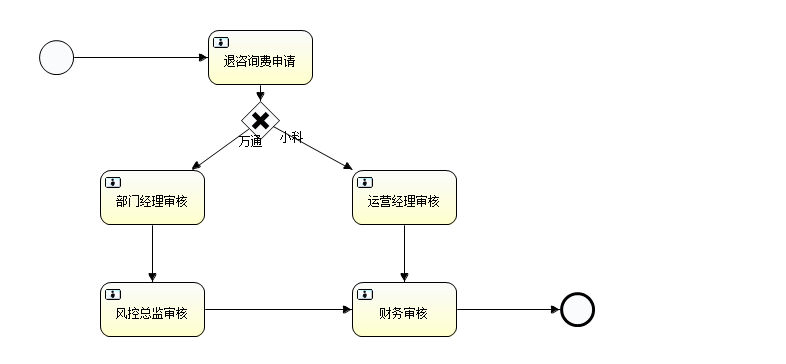 退咨询费申请
万通
小科
部门经理审核
运营经理审核
风控总监审核
财务审核